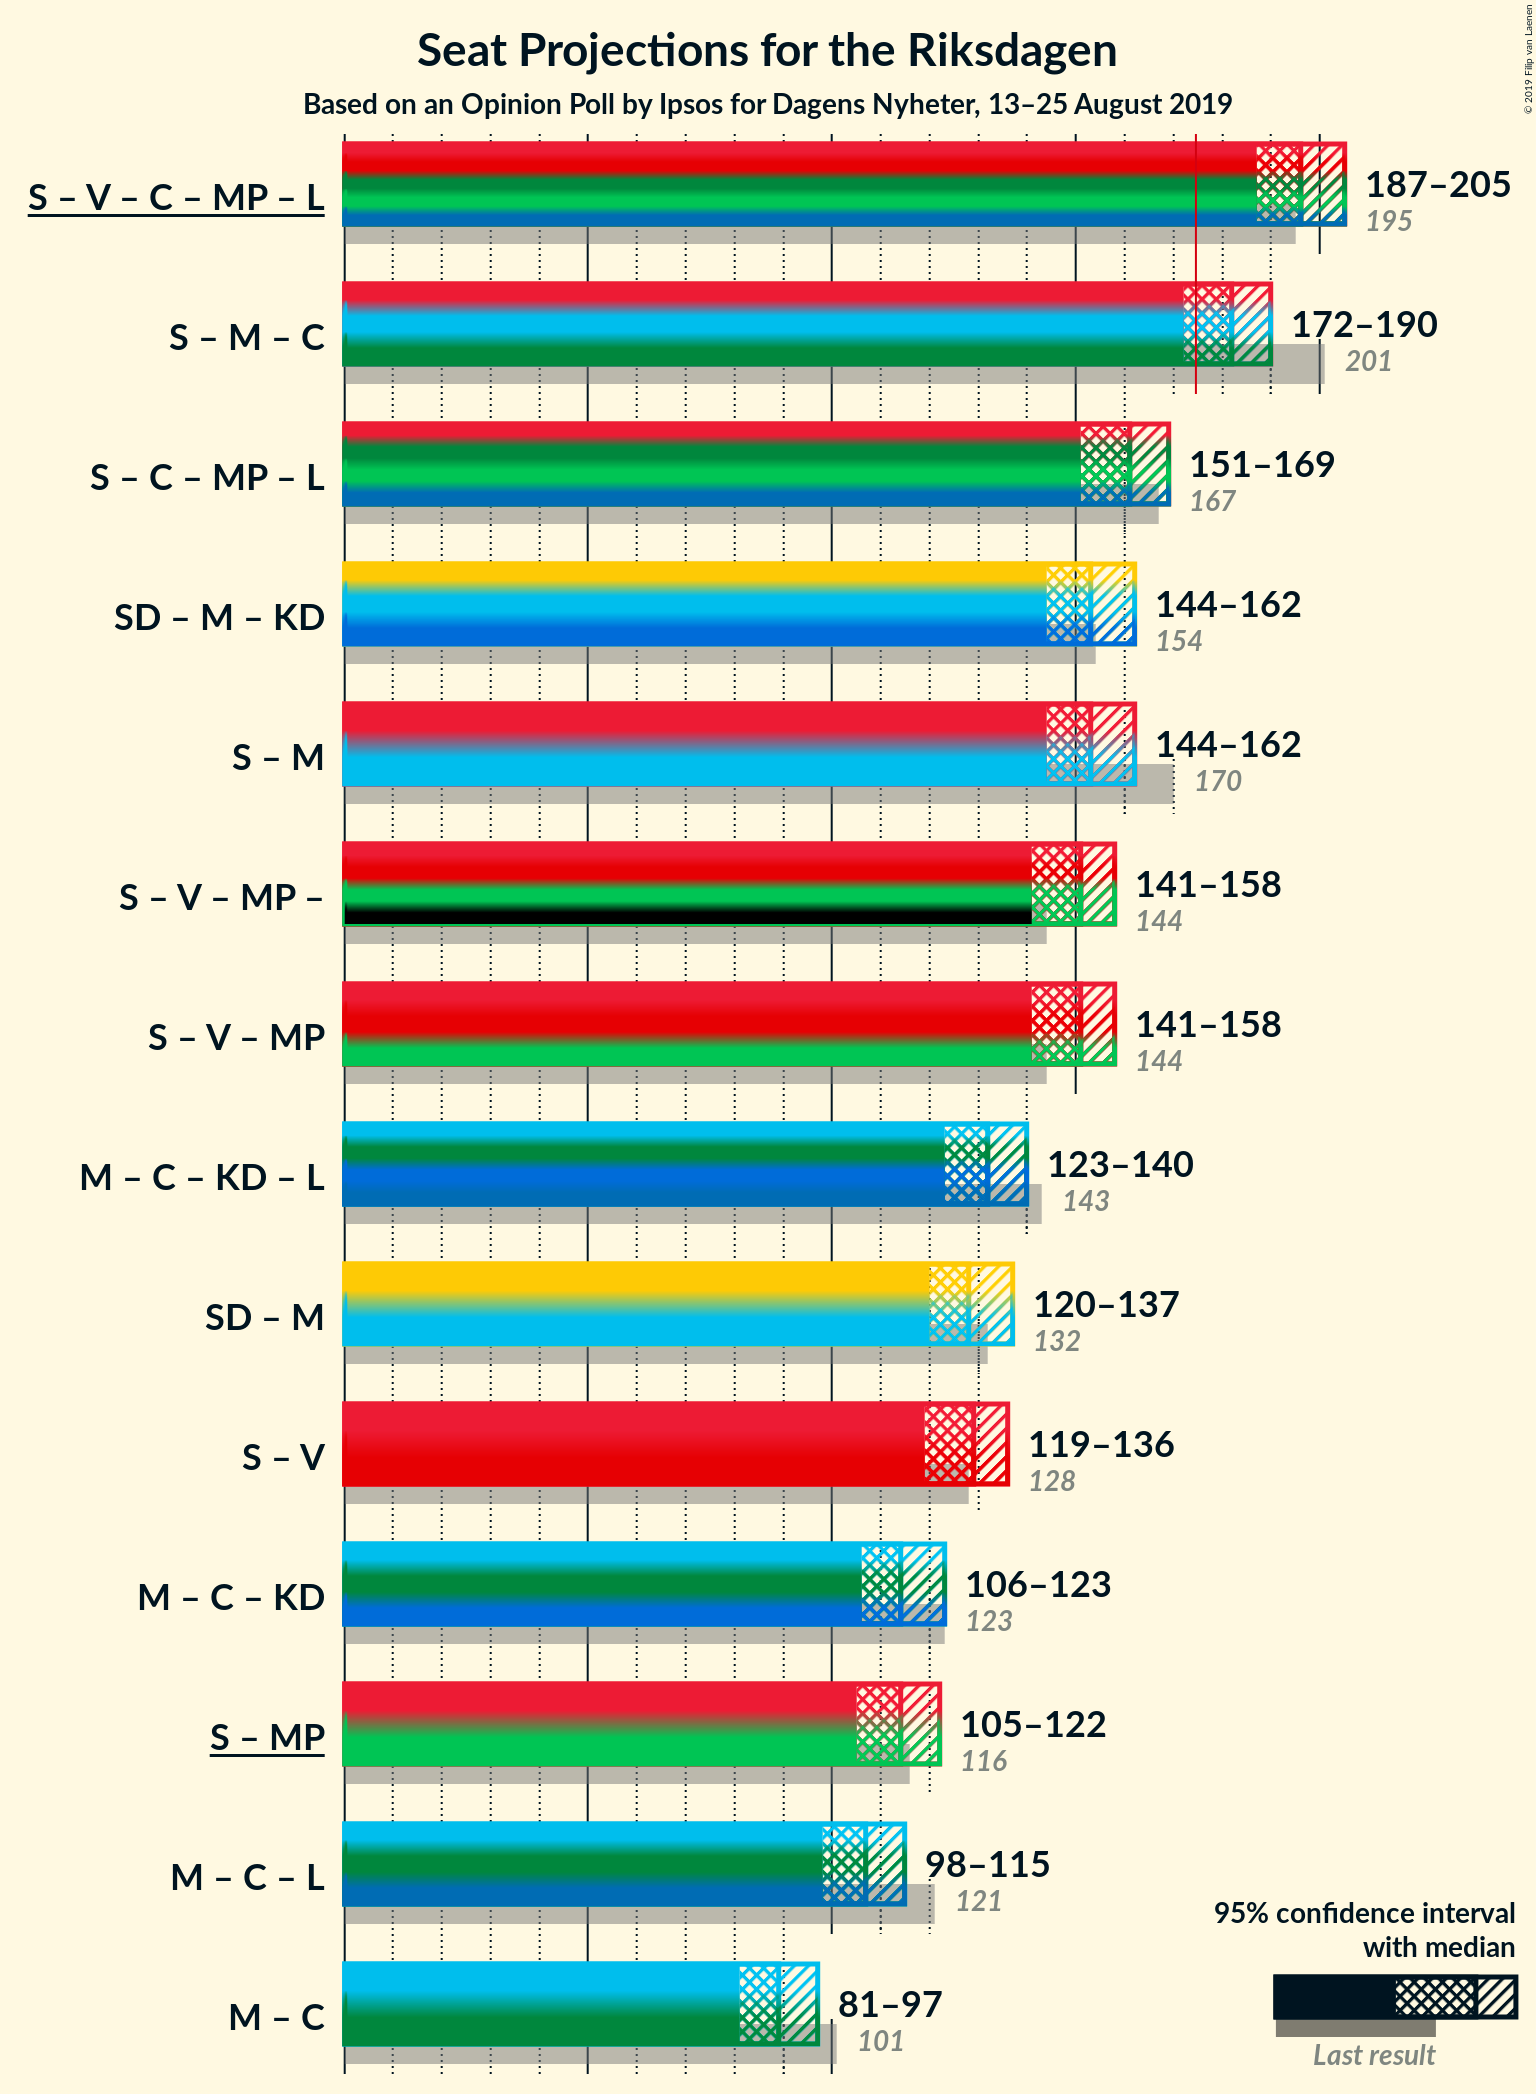 Seat Projections for the Riksdagen
Based on an Opinion Poll by Ipsos for Dagens Nyheter, 13–25 August 2019
© 2019 Filip van Laenen
S – V – C – MP – L
187–205
195
S – M – C
172–190
201
S – C – MP – L
151–169
167
SD – M – KD
144–162
154
S – M
144–162
170
S – V – MP –
141–158
144
S – V – MP
141–158
144
M – C – KD – L
123–140
143
SD – M
120–137
132
S – V
119–136
128
M – C – KD
106–123
123
S – MP
105–122
116
M – C – L
98–115
121
M – C
81–97
101
95% confidence interval
with median
Last result